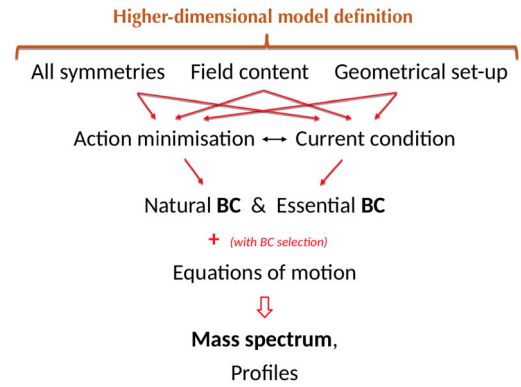 Higher-dimensional model definition
All symmetries Field content Geometrical set-up
Action minimisation ↔ Current condition
Natural BC & Essential BC
+ (with BC selection)
Equations of motion
Mass spectrum,
Profiles